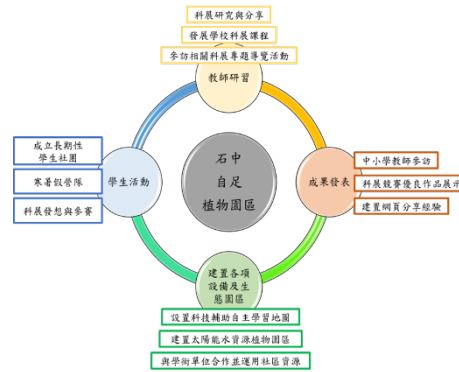 科展研究與分享
發展學校科展課程
參訪相關科展專題導覽活動
教師研習
成立長期性
學生社團
寒暑假營隊
科展發想與參賽
學生活動
石中
自足
植物園區
成果發表
中小學教師參訪
科展競賽優良作品展示
建置網頁分享經驗
建置各項
設備及生
態園區
設置科技輔助自主學習地圖
建置太陽能水資源植物園區
與學術單位合作並運用社區資源